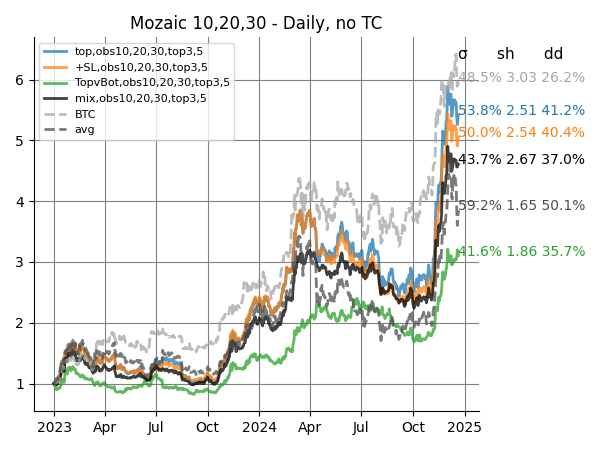 Mozaic 10,20,30 - Daily, no TC
top,obs10,20,30,top3,5
+SL,obs10,20,30,top3,5
TopvBot,obs10,20,30,top3,5
mix,obs10,20,30,top3,5
BTC
avg
σ sh dd
48.5% 3.03 26.2%
53.8% 2.51 41.2%
50.0% 2.54 40.4%
43.7% 2.67 37.0%
59.2% 1.65 50.1%
41.6% 1.86 35.7%
6
5
4
3
2
1
2023 Apr Jul Oct 2024 Apr Jul Oct 2025